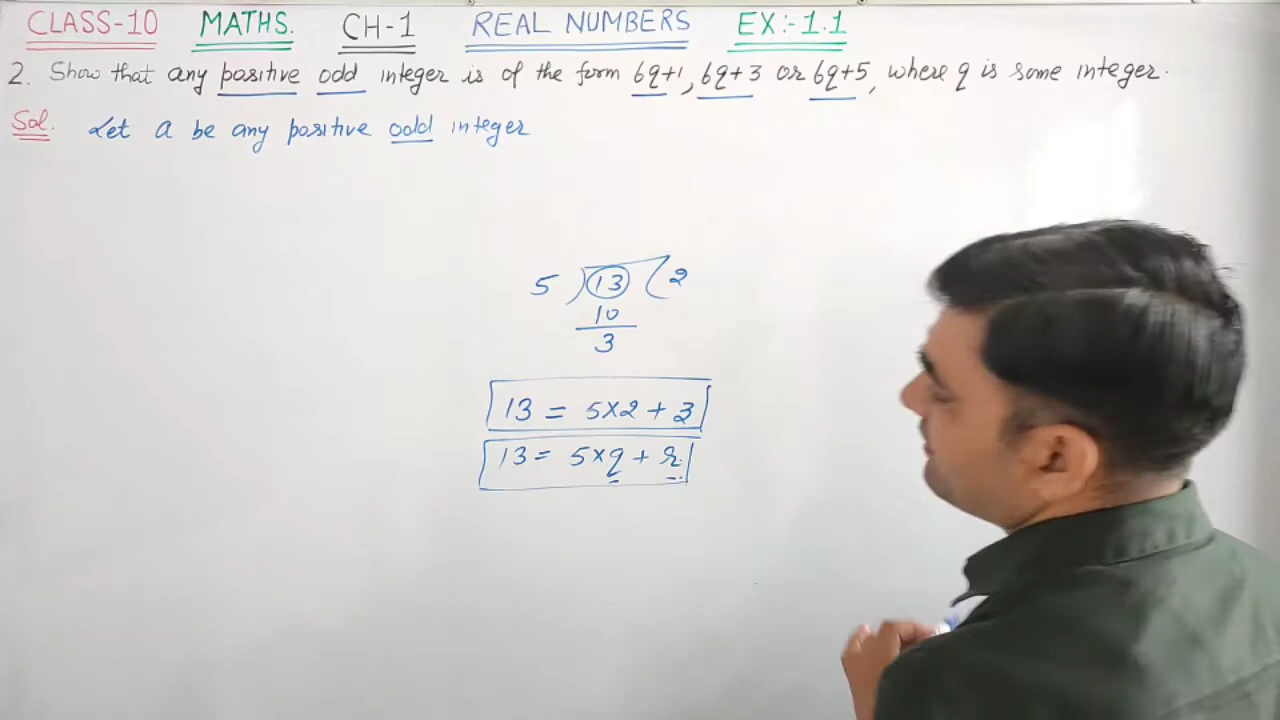 CLASS-10 MATHS. CH-1 REAL NUMBERS EX:-1.1
2. Show that any positive odd integer is of the form 6q+1, 6q+3 or 6q+5, where q is some integer.
Sol. Let a be any positive odd integer
5 ) 13 ( 2
10
3
13 = 5×2 + 3
13 = 5×q + r.